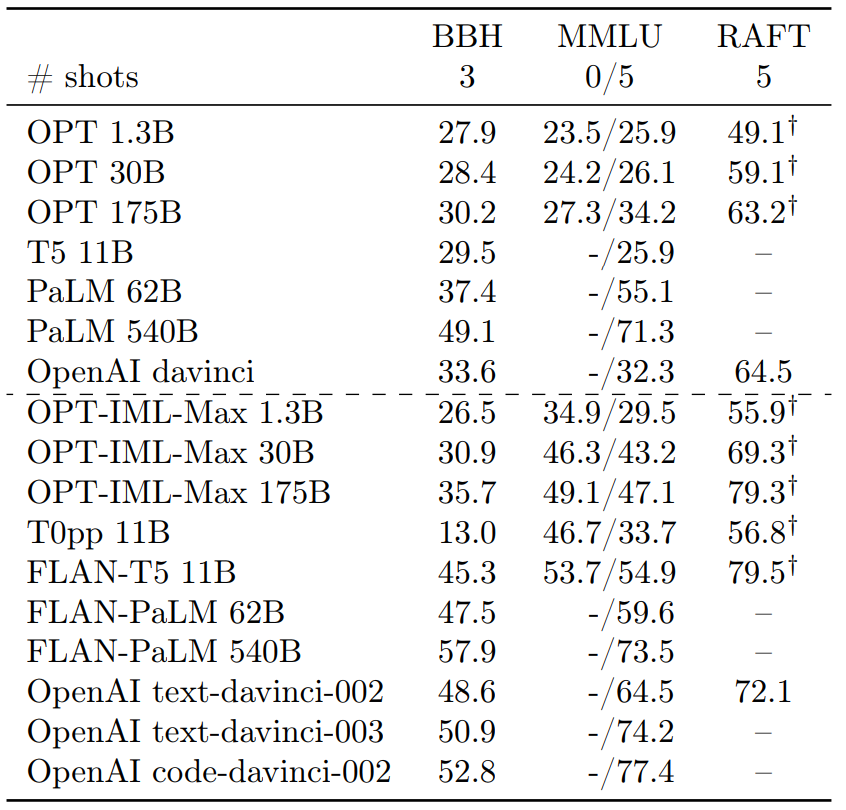 BBH MMLU RAFT
# shots 3 0/5 5
OPT 1.3B 27.9 23.5/25.9 49.1†
OPT 30B 28.4 24.2/26.1 59.1†
OPT 175B 30.2 27.3/34.2 63.2†
T5 11B 29.5 -/25.9 –
PaLM 62B 37.4 -/55.1 –
PaLM 540B 49.1 -/71.3 –
OpenAI davinci 33.6 -/32.3 64.5
OPT-IML-Max 1.3B 26.5 34.9/29.5 55.9†
OPT-IML-Max 30B 30.9 46.3/43.2 69.3†
OPT-IML-Max 175B 35.7 49.1/47.1 79.3†
T0pp 11B 13.0 46.7/33.7 56.8†
FLAN-T5 11B 45.3 53.7/54.9 79.5†
FLAN-PaLM 62B 47.5 -/59.6 –
FLAN-PaLM 540B 57.9 -/73.5 –
OpenAI text-davinci-002 48.6 -/64.5 72.1
OpenAI text-davinci-003 50.9 -/74.2 –
OpenAI code-davinci-002 52.8 -/77.4 –